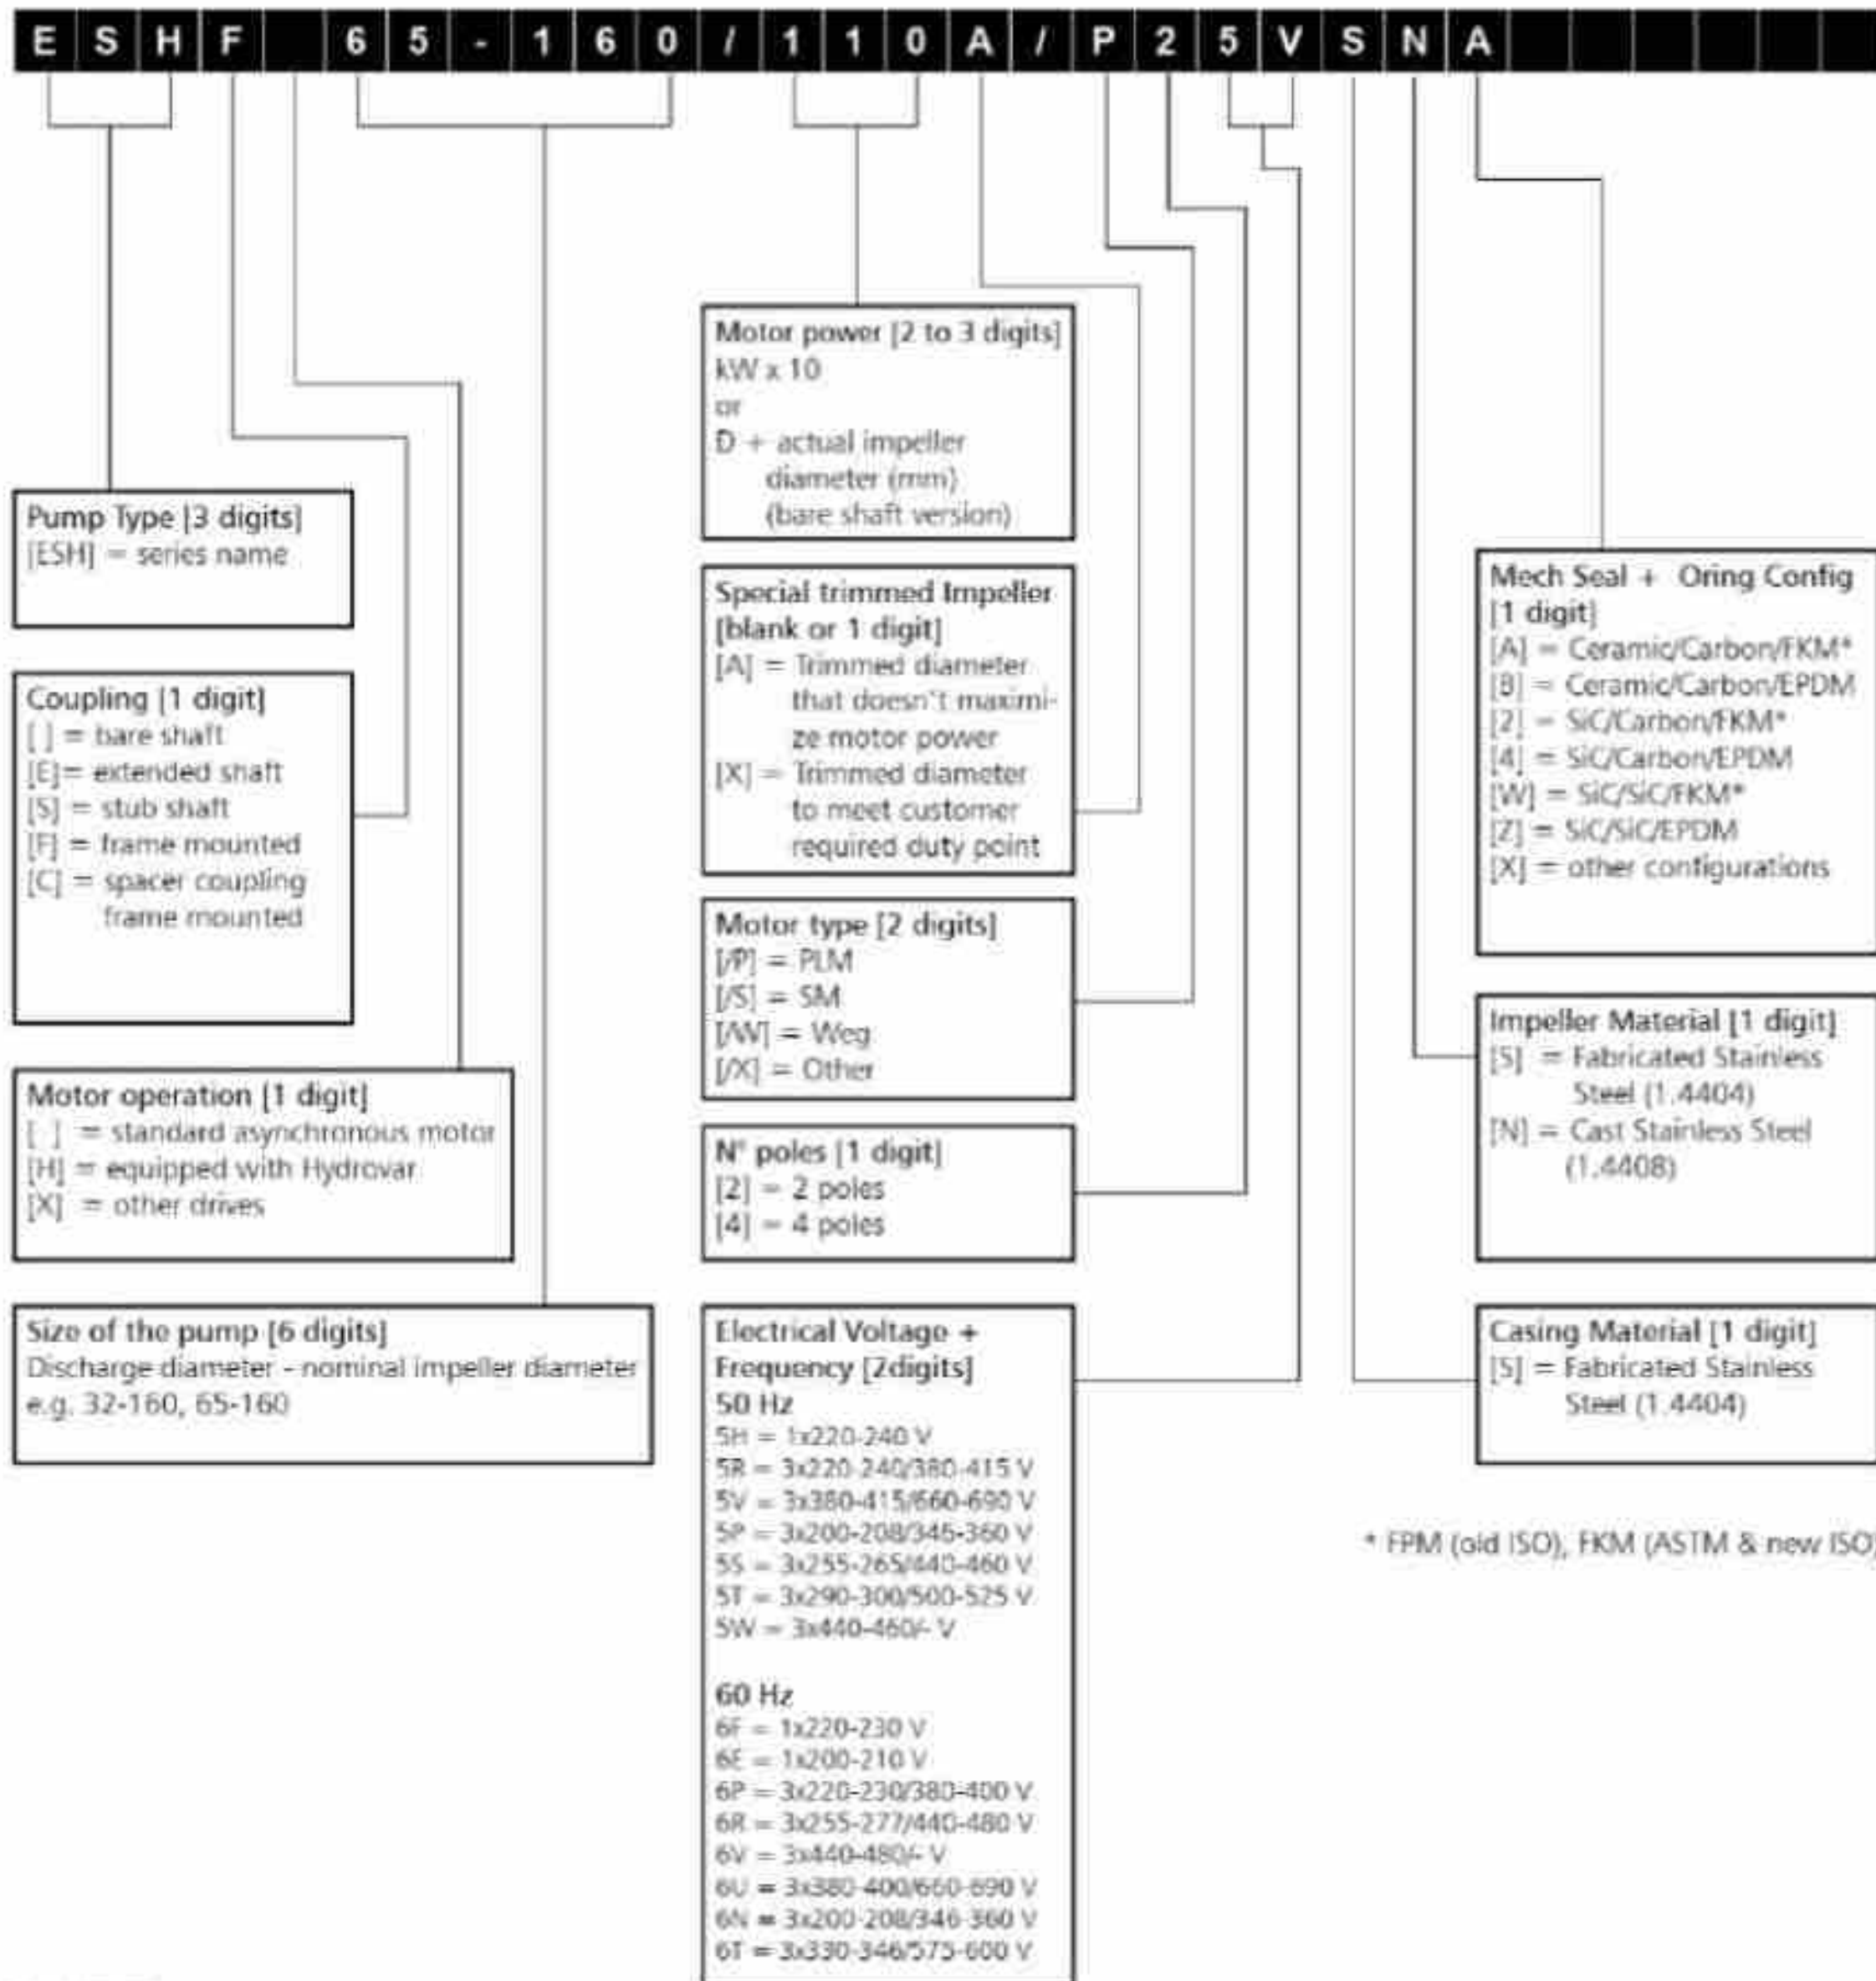 E S H F 6 5 - 1 6 0 / 1 1 0 A / P 2 5 V S N A
Pump Type [3 digits]
[ESH] = series name
Coupling [1 digit]
[ ] = bare shaft
[E]= extended shaft
[S] = stub shaft
[F] = frame mounted
[C] = spacer coupling
frame mounted
Motor operation [1 digit]
[ ] = standard asynchronous motor
[H] = equipped with Hydrovar
[X] = other drives
Size of the pump [6 digits]
Discharge diameter - nominal impeller diameter
e.g. 32-160, 65-160
Motor power [2 to 3 digits]
kW x 10
or
D + actual impeller
diameter (mm)
(bare shaft version)
Special trimmed Impeller
[blank or 1 digit]
[A] = Trimmed diameter
that doesn't maximi-
ze motor power
[X] = Trimmed diameter
to meet customer
required duty point
Motor type [2 digits]
[/P] = PLM
[/S] = SM
[/W] = Weg
[/X] = Other
N° poles [1 digit]
[2] = 2 poles
[4] = 4 poles
Electrical Voltage +
Frequency [2digits]
50 Hz
5H = 1x220-240 V
5R = 3x220-240/380-415 V
5V = 3x380-415/660-690 V
5P = 3x200-208/346-360 V
5S = 3x255-265/440-460 V
5T = 3x290-300/500-525 V
5W = 3x440-460/- V
60 Hz
6F = 1x220-230 V
6E = 1x200-210 V
6P = 3x220-230/380-400 V
6R = 3x255-277/440-480 V
6V = 3x440-480/- V
6U = 3x380-400/660-690 V
6N = 3x200-208/346-360 V
6T = 3x330-346/575-600 V
Mech Seal + Oring Config
[1 digit]
[A] = Ceramic/Carbon/FKM*
[B] = Ceramic/Carbon/EPDM
[2] = SiC/Carbon/FKM*
[4] = SiC/Carbon/EPDM
[W] = SiC/SiC/FKM*
[Z] = SiC/SiC/EPDM
[X] = other configurations
Impeller Material [1 digit]
[S] = Fabricated Stainless
Steel (1.4404)
[N] = Cast Stainless Steel
(1.4408)
Casing Material [1 digit]
[S] = Fabricated Stainless
Steel (1.4404)
* FPM (old ISO), FKM (ASTM & new ISO)